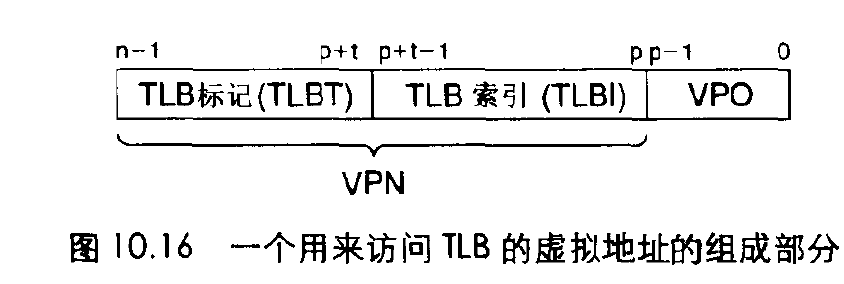 n-1 p+t p+t-1 p p-1 0
TLB标记(TLBT) TLB 索引 (TLBI) VPO
VPN
图 10.16 一个用来访问 TLB 的虚拟地址的组成部分